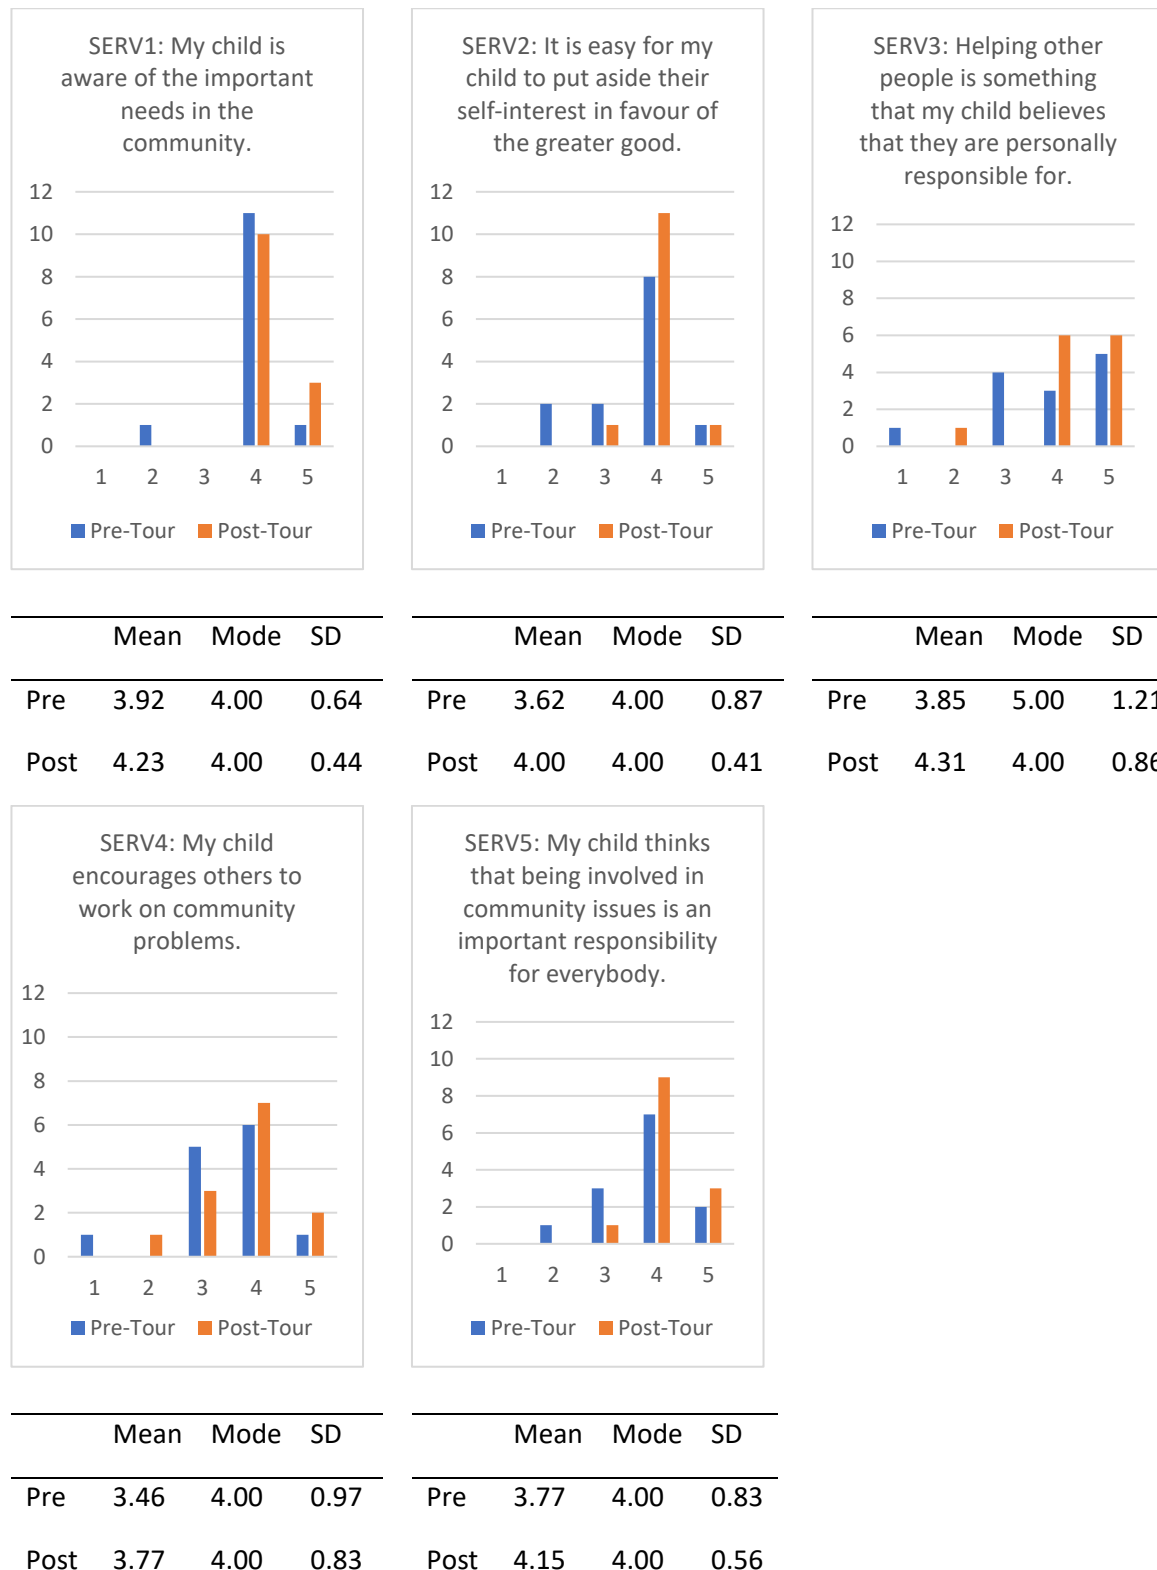 SERV1: My child is
aware of the important
needs in the
community.
12
10
8
6
4
2
0
1 2 3 4 5
Pre-Tour Post-Tour
SERV2: It is easy for my
child to put aside their
self-interest in favour of
the greater good.
12
10
8
6
4
2
0
1 2 3 4 5
Pre-Tour Post-Tour
SERV3: Helping other
people is something
that my child believes
that they are personally
responsible for.
12
10
8
6
4
2
0
1 2 3 4 5
Pre-Tour Post-Tour
Mean Mode SD
Pre 3.92 4.00 0.64
Post 4.23 4.00 0.44
Mean Mode SD
Pre 3.62 4.00 0.87
Post 4.00 4.00 0.41
Mean Mode SD
Pre 3.85 5.00 1.21
Post 4.31 4.00 0.86
SERV4: My child
encourages others to
work on community
problems.
12
10
8
6
4
2
0
1 2 3 4 5
Pre-Tour Post-Tour
SERV5: My child thinks
that being involved in
community issues is an
important responsibility
for everybody.
12
10
8
6
4
2
0
1 2 3 4 5
Pre-Tour Post-Tour
Mean Mode SD
Pre 3.46 4.00 0.97
Post 3.77 4.00 0.83
Mean Mode SD
Pre 3.77 4.00 0.83
Post 4.15 4.00 0.56